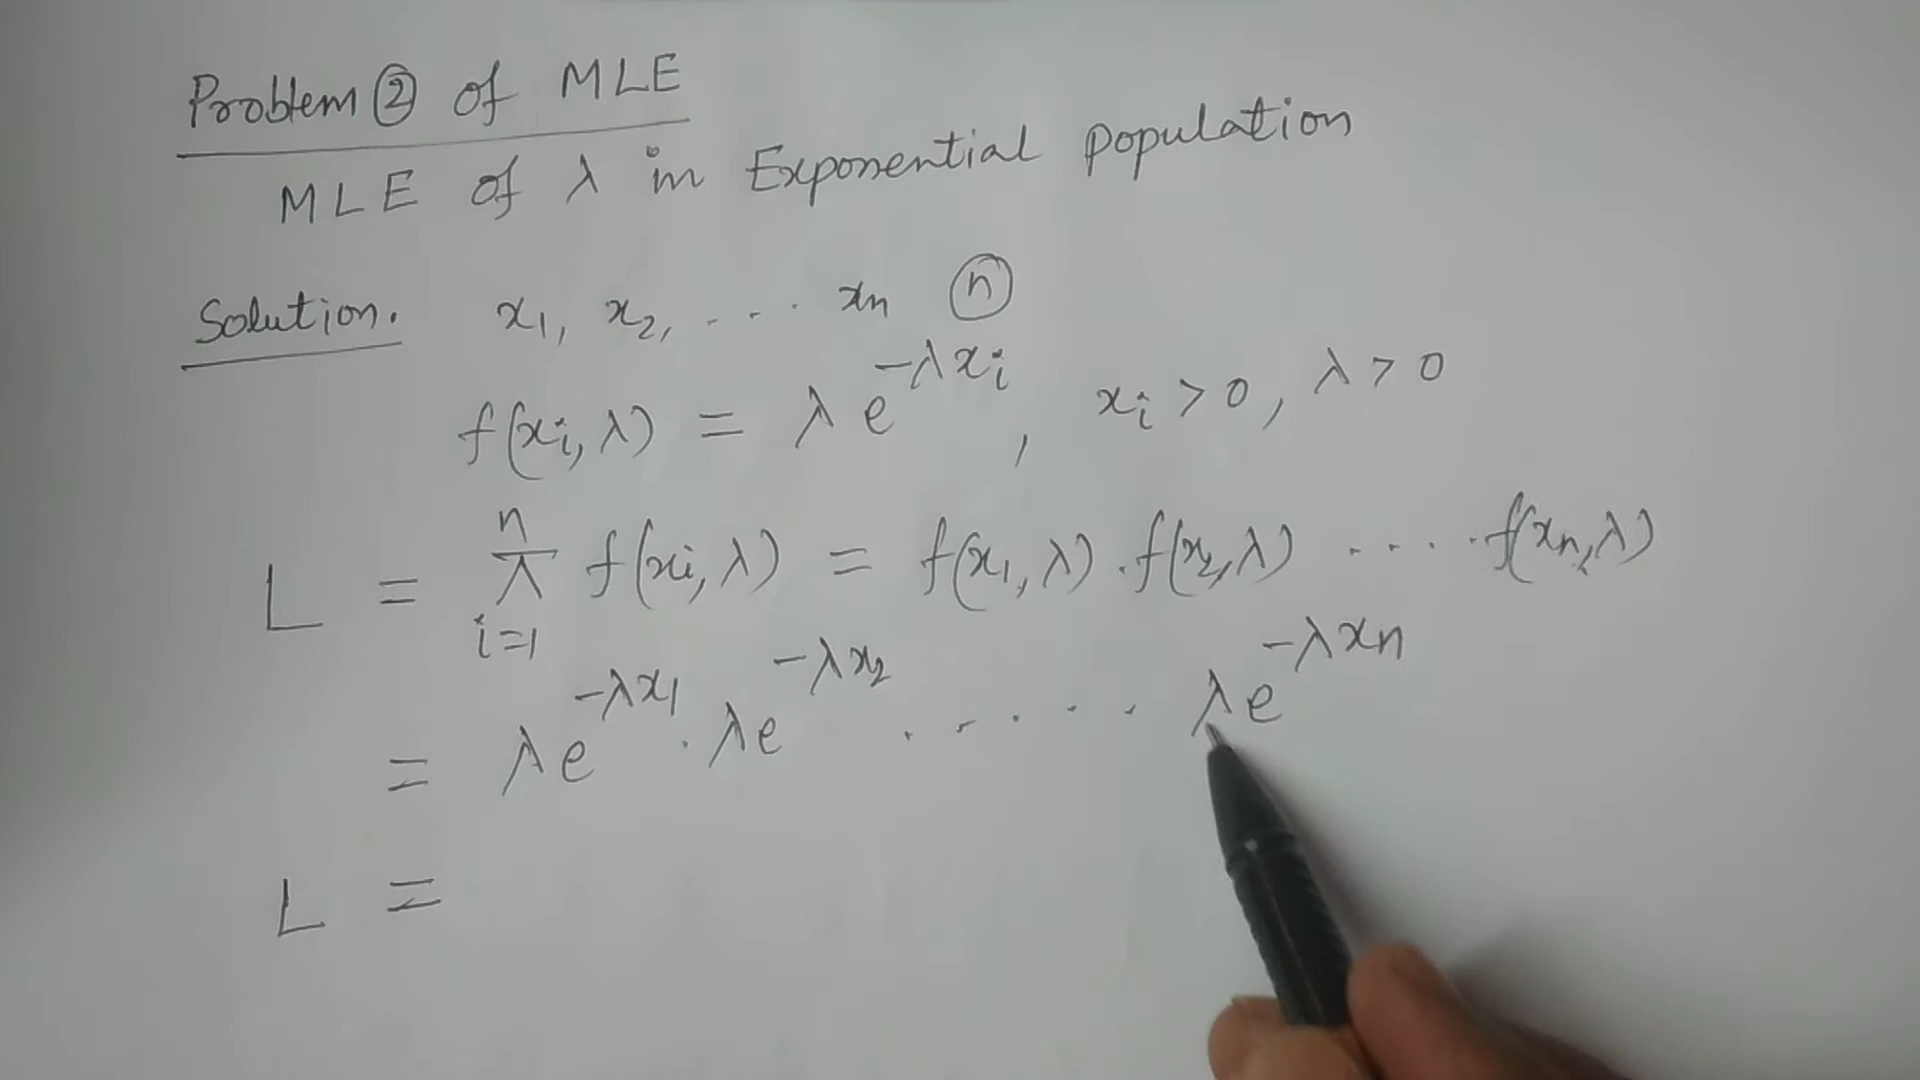 Problem ② of MLE
MLE of λ in Exponential population
Solution. x₁, x₂, - - - · xn ⓝ
f(xi, λ) = λ e^{-λxi}, xi > 0, λ > 0
L = π_{i=1}^{n} f(xi, λ) = f(x₁, λ) . f(x₂, λ) · · · · · f(xn, λ)
= λe^{-λx₁} . λe^{-λx₂} · · · · · λe^{-λxn}
L =